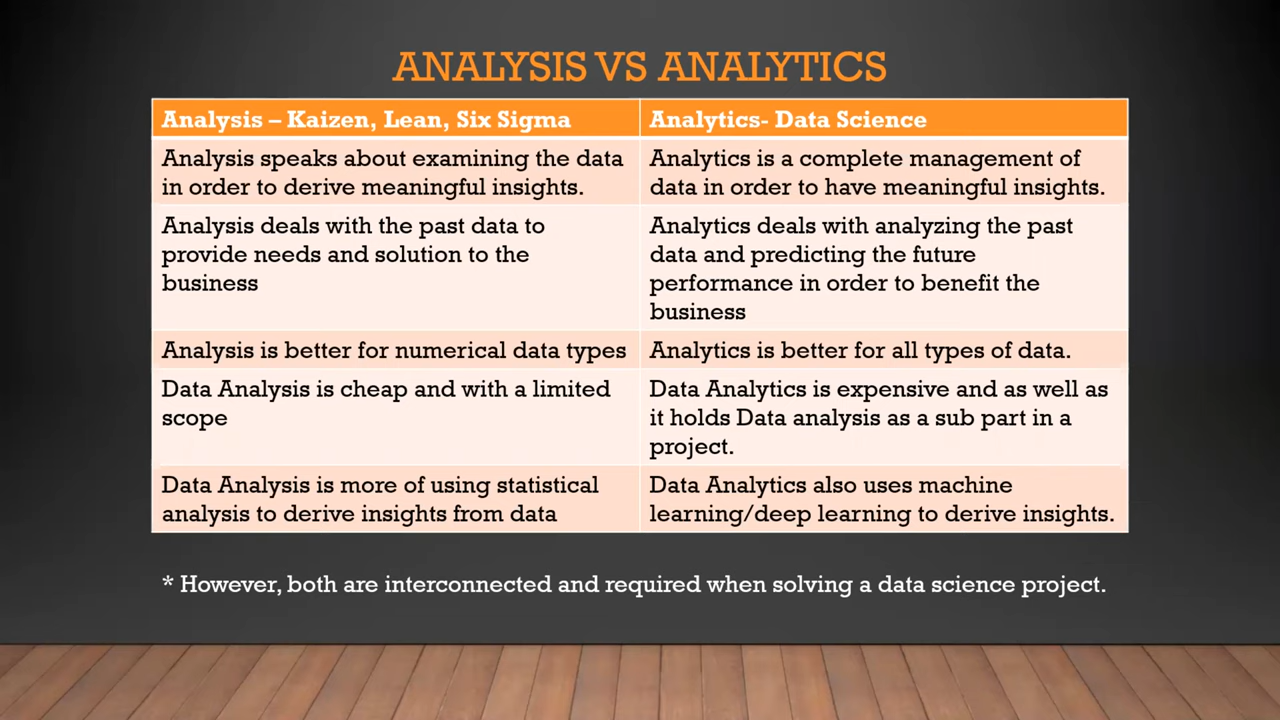 ANALYSIS VS ANALYTICS
Analysis – Kaizen, Lean, Six Sigma
Analytics- Data Science
Analysis speaks about examining the data
in order to derive meaningful insights.
Analytics is a complete management of
data in order to have meaningful insights.
Analysis deals with the past data to
provide needs and solution to the
business
Analytics deals with analyzing the past
data and predicting the future
performance in order to benefit the
business
Analysis is better for numerical data types
Analytics is better for all types of data.
Data Analysis is cheap and with a limited
scope
Data Analytics is expensive and as well as
it holds Data analysis as a sub part in a
project.
Data Analysis is more of using statistical
analysis to derive insights from data
Data Analytics also uses machine
learning/deep learning to derive insights.
* However, both are interconnected and required when solving a data science project.